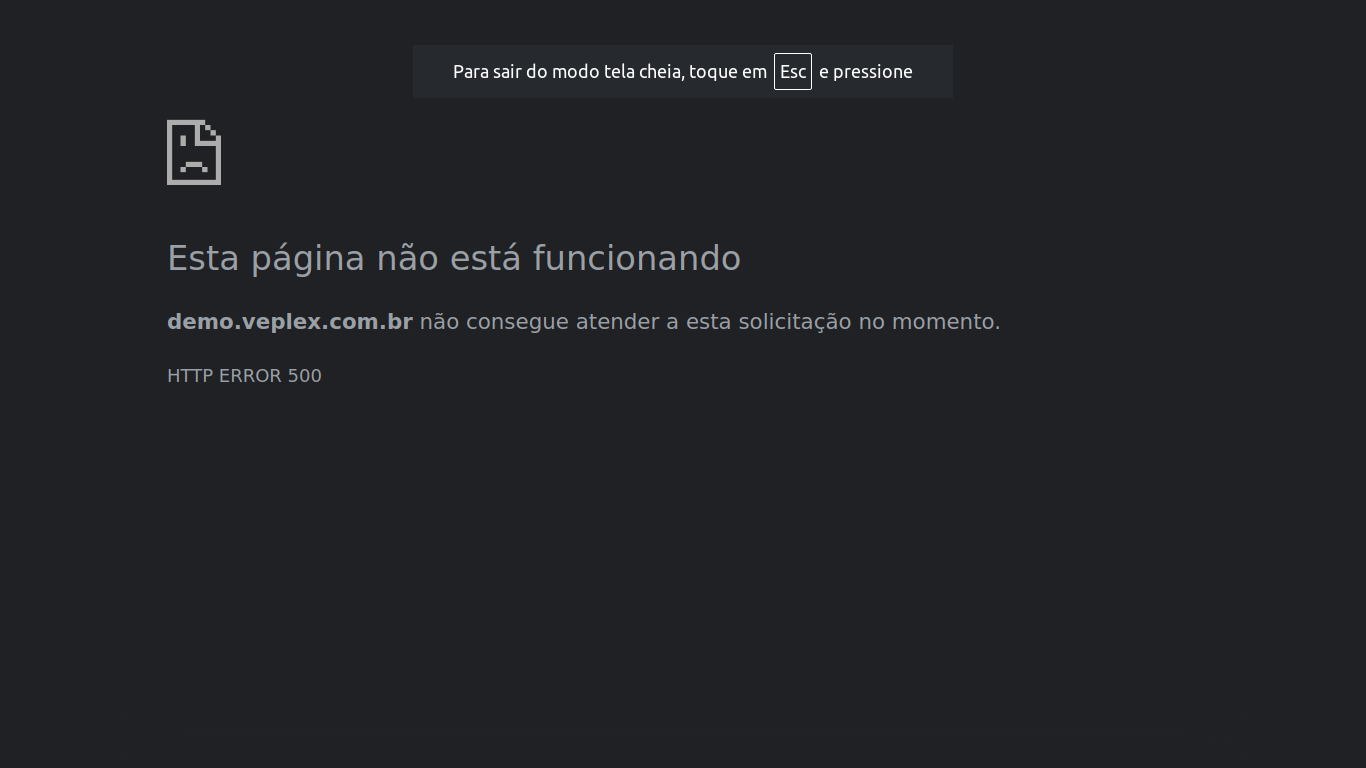 Para sair do modo tela cheia, toque em Esc e pressione
Esta página não está funcionando
demo.veplex.com.br não consegue atender a esta solicitação no momento.
HTTP ERROR 500